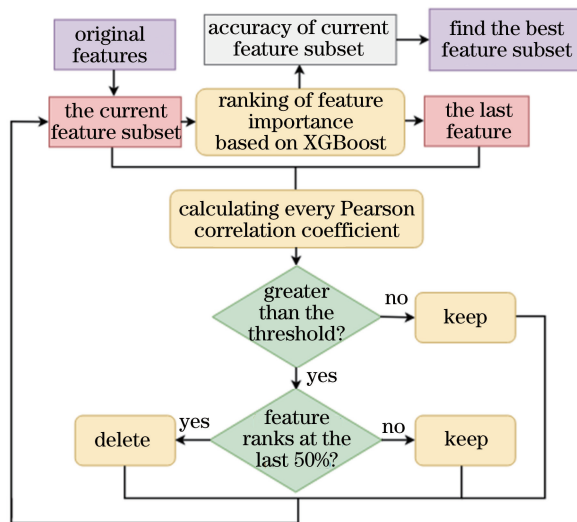 original
features
accuracy of current
feature subset
find the best
feature subset
the current
feature subset
ranking of feature
importance
based on XGBoost
the last
feature
calculating every Pearson
correlation coefficient
greater
than the
threshold?
no
keep
yes
feature
ranks at the
last 50%?
yes
delete
no
keep